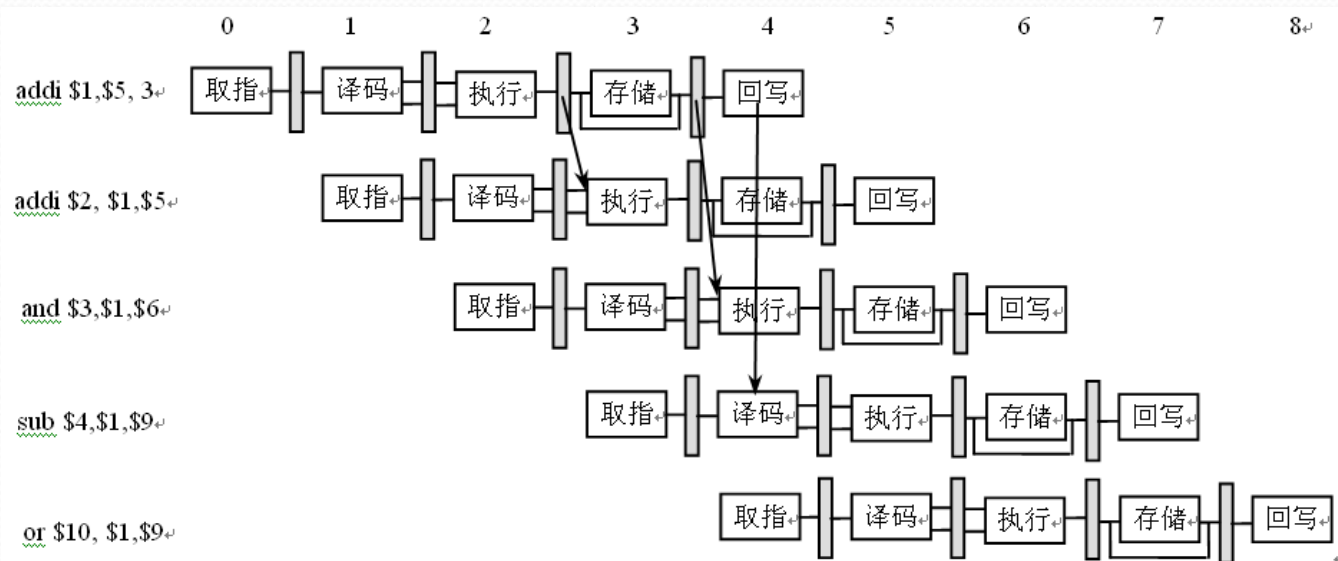 0 1 2 3 4 5 6 7 8
addi $1,$5, 3 取指 译码 执行 存储 回写
addi $2, $1,$5 取指 译码 执行 存储 回写
and $3,$1,$6 取指 译码 执行 存储 回写
sub $4,$1,$9 取指 译码 执行 存储 回写
or $10, $1,$9 取指 译码 执行 存储 回写